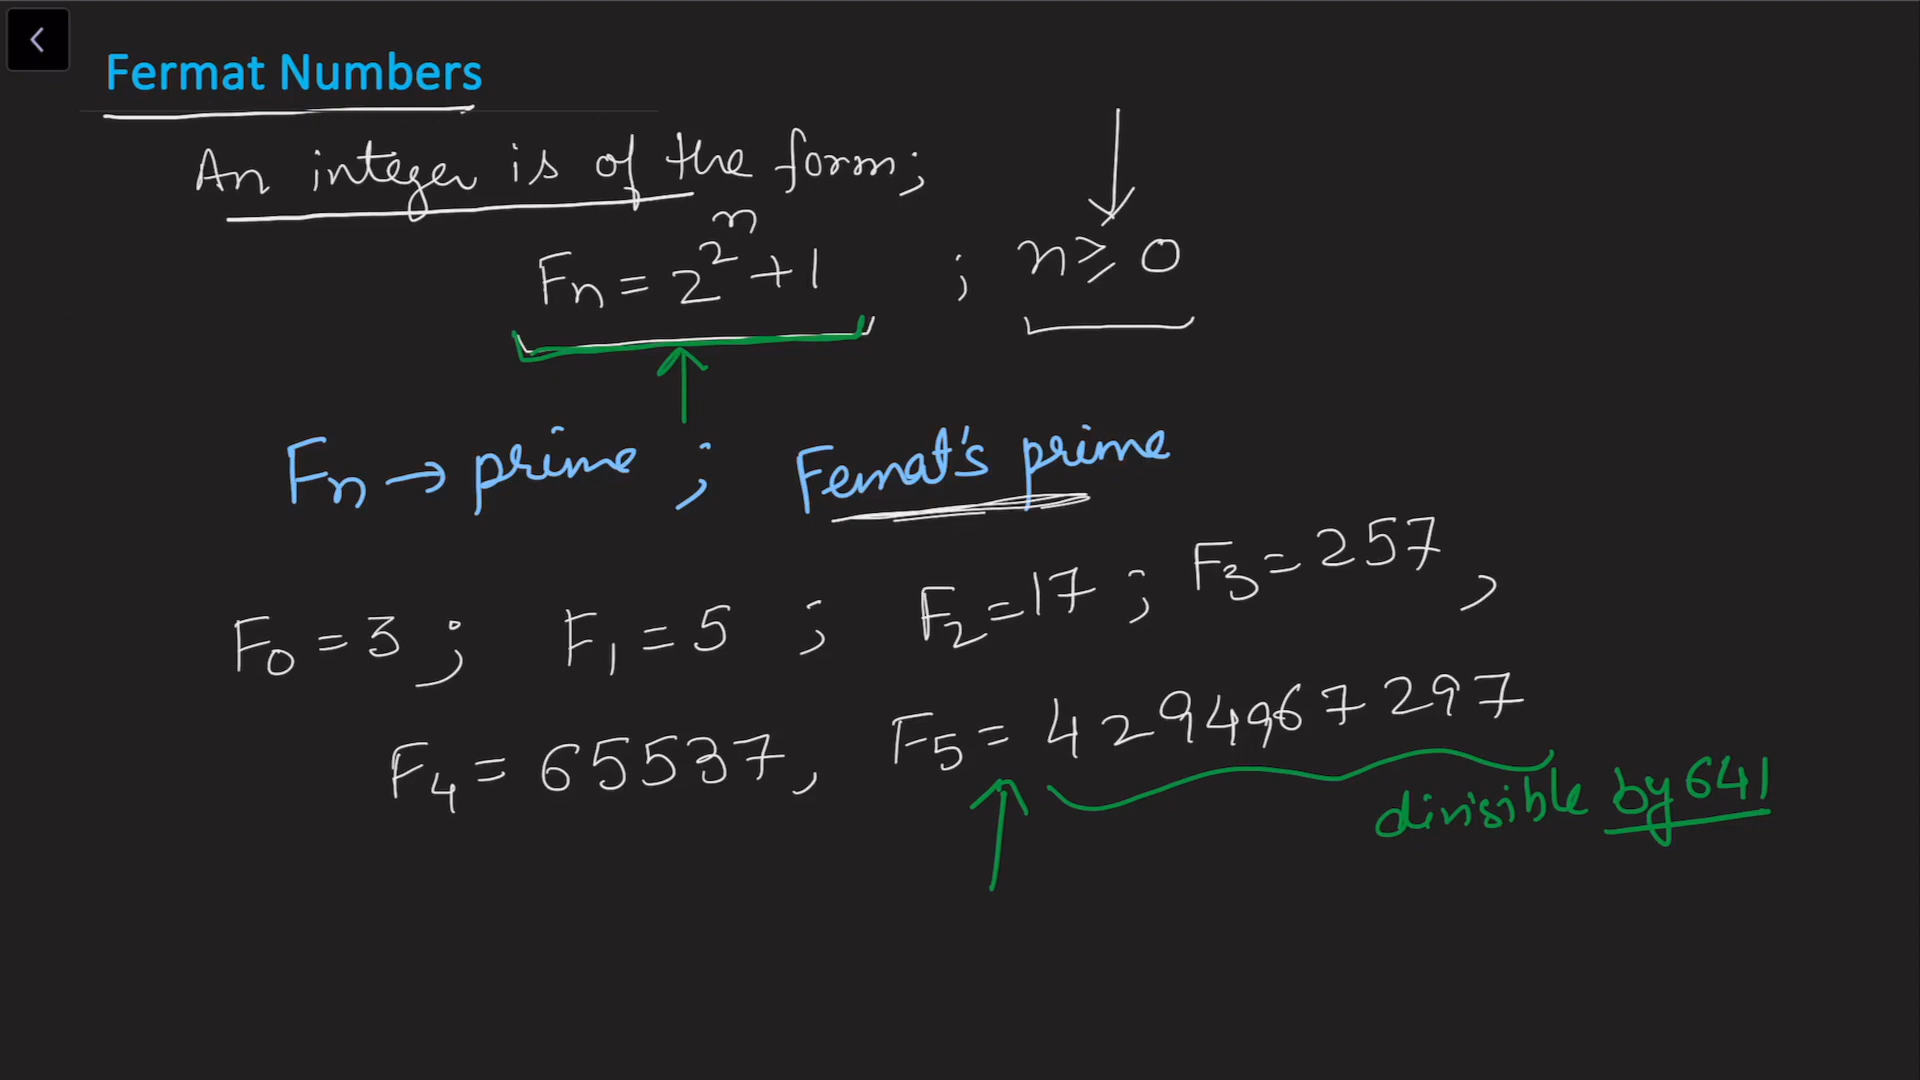 Fermat Numbers
An integer is of the form;
Fₙ = 2^2^n + 1 ; n ≥ 0
Fₙ → prime ; Femat's prime
F₀ = 3 ; F₁ = 5 ; F₂ = 17 ; F₃ = 257 ,
F₄ = 65537 , F₅ = 4294967297
divisible by 641